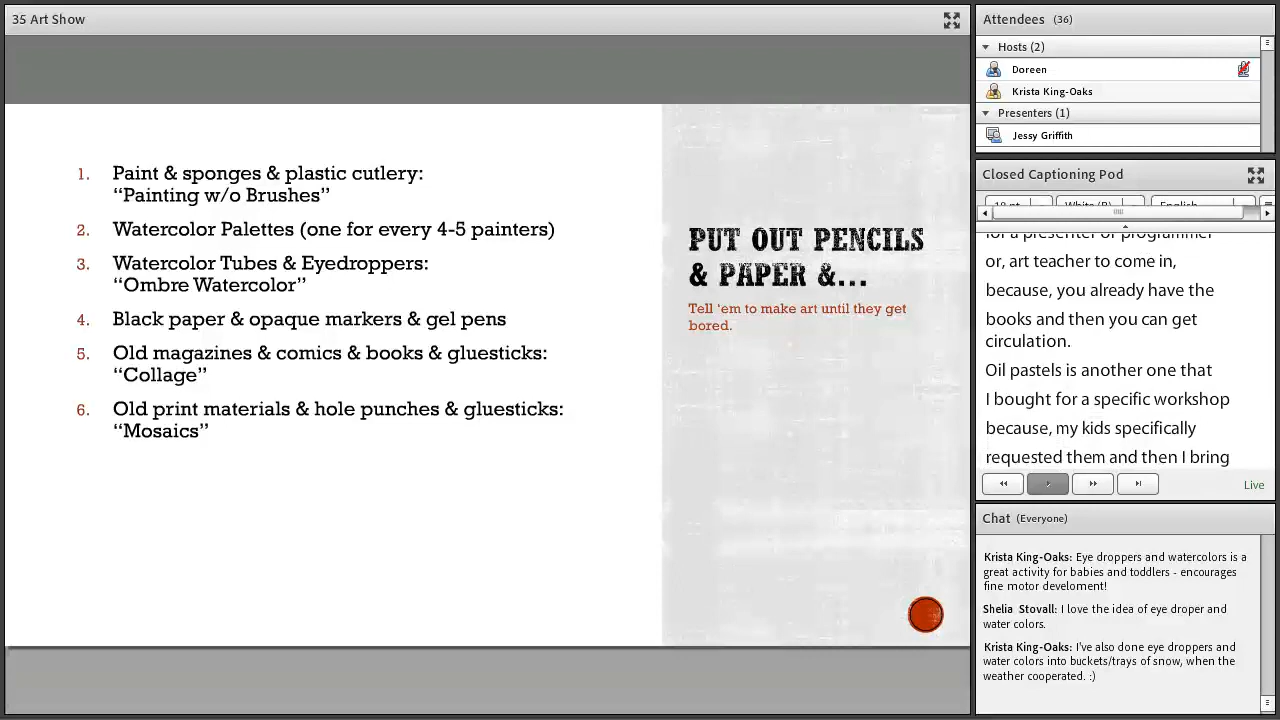 35 Art Show
1. Paint & sponges & plastic cutlery:
“Painting w/o Brushes”
2. Watercolor Palettes (one for every 4-5 painters)
3. Watercolor Tubes & Eyedroppers:
“Ombre Watercolor”
4. Black paper & opaque markers & gel pens
5. Old magazines & comics & books & gluesticks:
“Collage”
6. Old print materials & hole punches & gluesticks:
“Mosaics”
PUT OUT PENCILS
& PAPER &...
Tell ‘em to make art until they get
bored.
Attendees (36)
Hosts (2)
Doreen
Krista King-Oaks
Presenters (1)
Jessy Griffith
Closed Captioning Pod
18 pt White (B) English
for a presenter or programmer
or, art teacher to come in,
because, you already have the
books and then you can get
circulation.
Oil pastels is another one that
I bought for a specific workshop
because, my kids specifically
requested them and then I bring
Live
Chat (Everyone)
Krista King-Oaks: Eye droppers and watercolors is a
great activity for babies and toddlers - encourages
fine motor develoment!
Shelia Stovall: I love the idea of eye droper and
water colors.
Krista King-Oaks: I've also done eye droppers and
water colors into buckets/trays of snow, when the
weather cooperated. :)